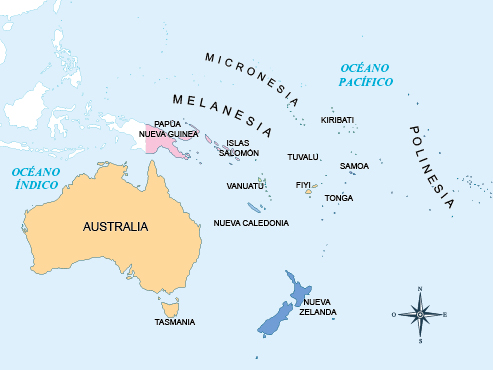 MICRONESIA
OCÉANO
PACÍFICO
MELANESIA
PAPÚA
NUEVA GUINEA
KIRIBATI
ISLAS
SALOMÓN
POLINESIA
TUVALU
SAMOA
OCÉANO
ÍNDICO
VANUATU
FIYI
TONGA
AUSTRALIA
NUEVA CALEDONIA
NUEVA
ZELANDA
TASMANIA
N
O
E
S